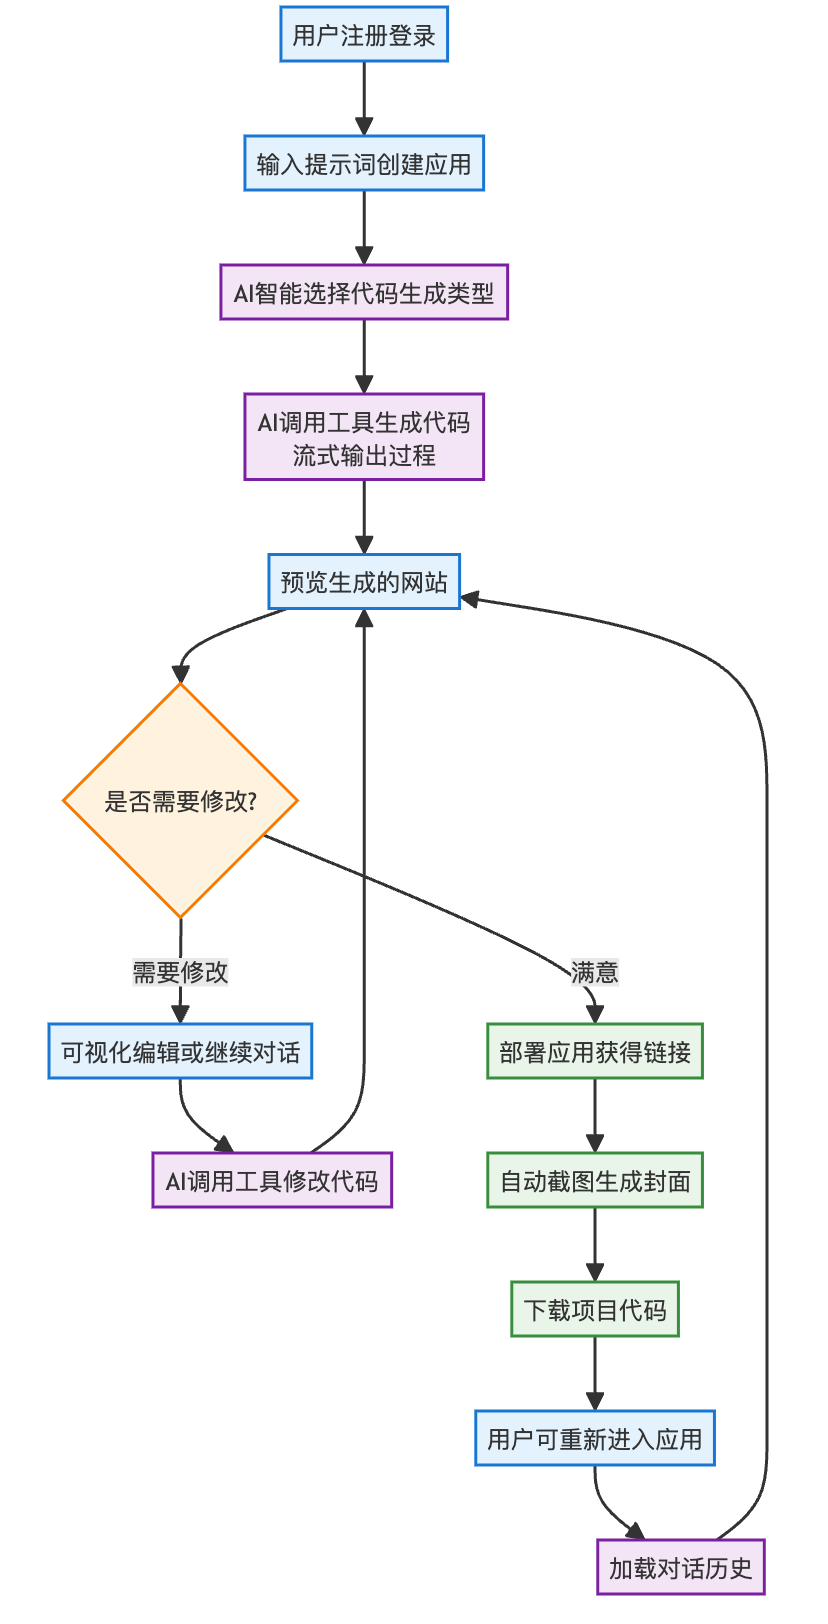 用户注册登录
输入提示词创建应用
AI智能选择代码生成类型
AI调用工具生成代码
流式输出过程
预览生成的网站
是否需要修改?
需要修改
满意
可视化编辑或继续对话
部署应用获得链接
AI调用工具修改代码
自动截图生成封面
下载项目代码
用户可重新进入应用
加载对话历史